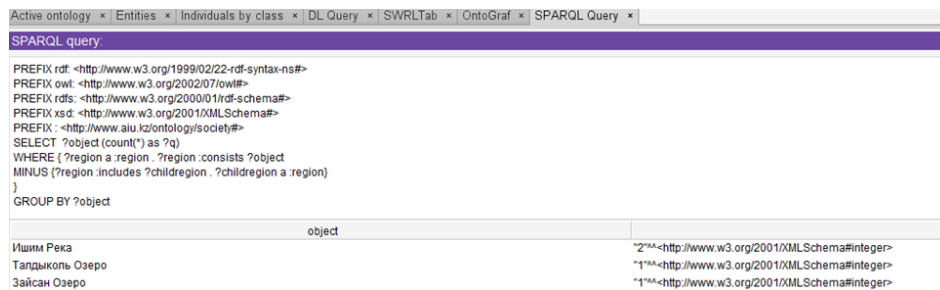 Active ontology × Entities × Individuals by class × DL Query × SWRLTab × OntoGraf × SPARQL Query ×
SPARQL query:
PREFIX rdf: <http://www.w3.org/1999/02/22-rdf-syntax-ns#>
PREFIX owl: <http://www.w3.org/2002/07/owl#>
PREFIX rdfs: <http://www.w3.org/2000/01/rdf-schema#>
PREFIX xsd: <http://www.w3.org/2001/XMLSchema#>
PREFIX : <http://www.aiu.kz/ontology/society#>
SELECT ?object (count(*) as ?q)
WHERE { ?region a :region . ?region :consists ?object
MINUS {?region :includes ?childregion . ?childregion a :region}
}
GROUP BY ?object
object
Ишим Река "2"^^<http://www.w3.org/2001/XMLSchema#integer>
Талдыколь Озеро "1"^^<http://www.w3.org/2001/XMLSchema#integer>
Зайсан Озеро "1"^^<http://www.w3.org/2001/XMLSchema#integer>